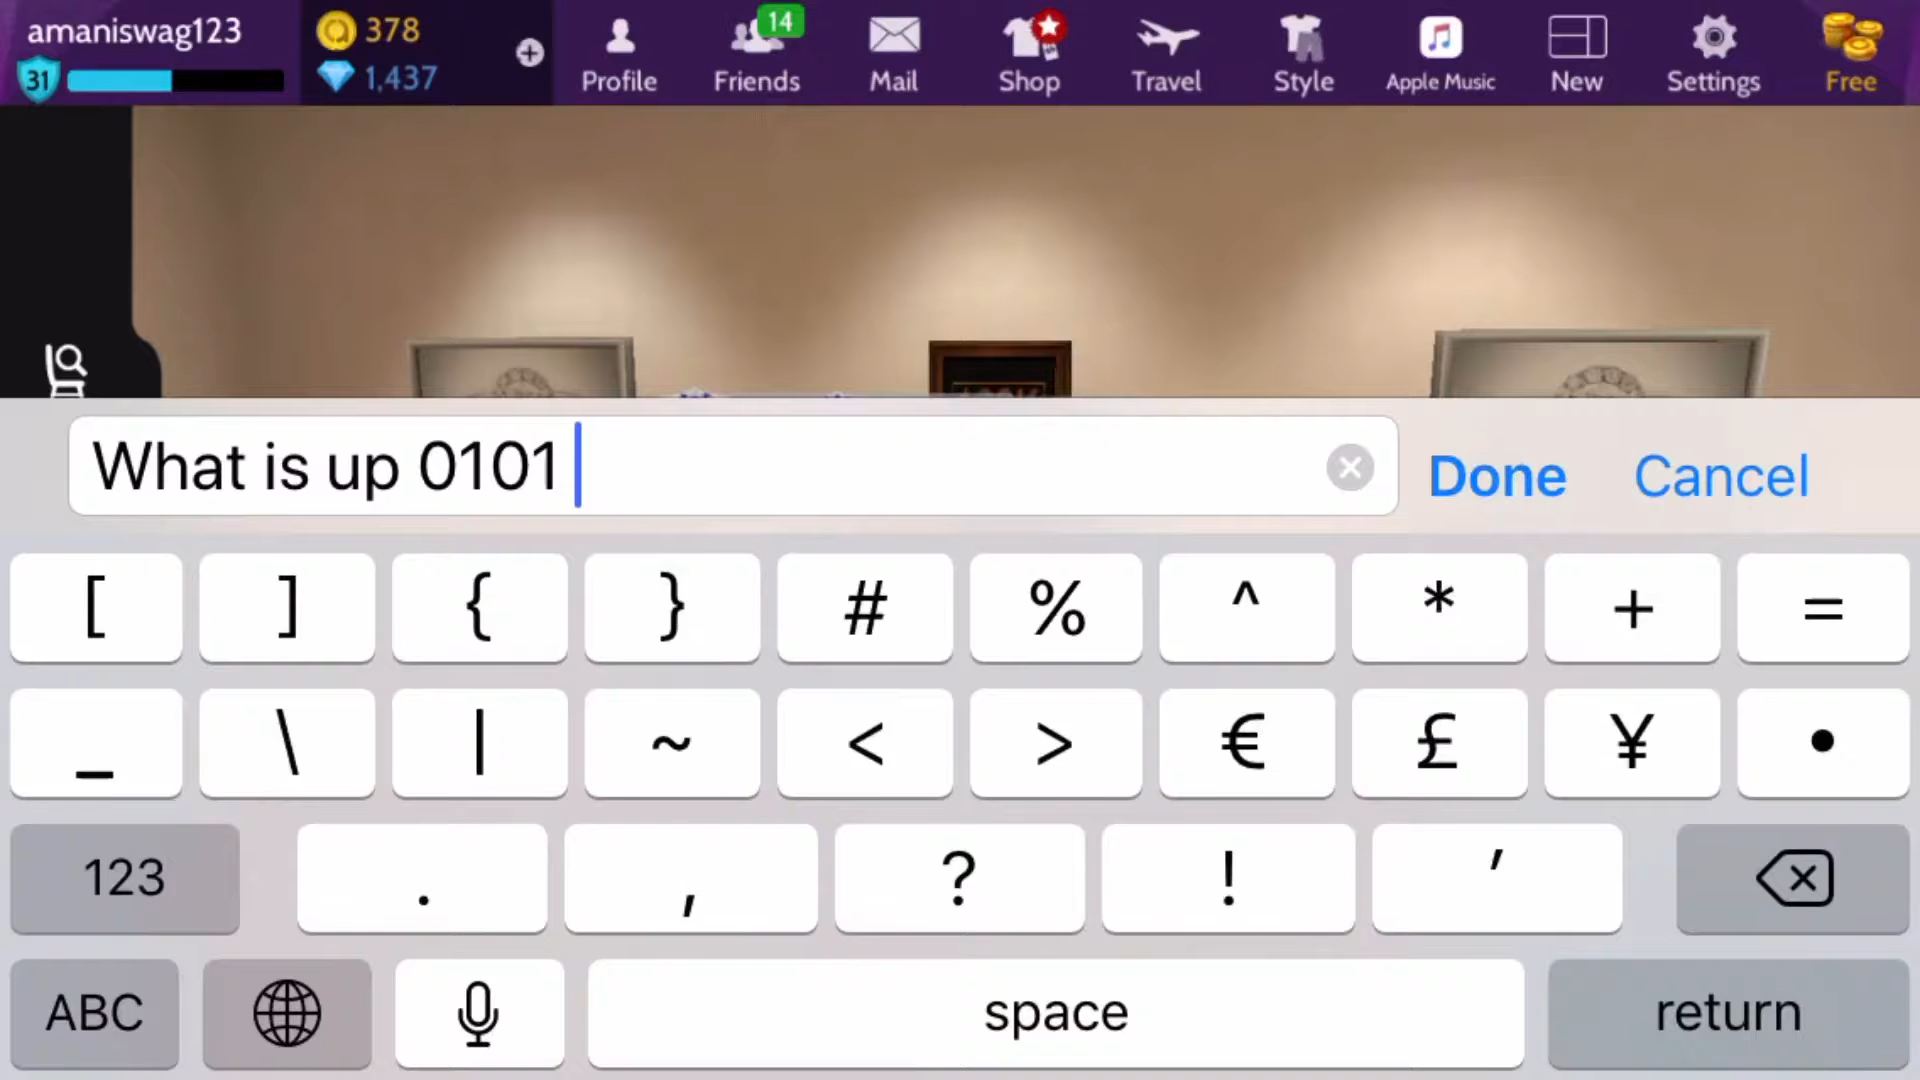 amaniswag123
31
378
1,437
Profile
14
Friends
Mail
Shop
Travel
Style
Apple Music
New
Settings
Free
What is up 0101
Done
Cancel
[ ] { } # % ^ * + =
_ \ | ~ < > € £ ¥ •
123 . , ? ! ′
ABC space return